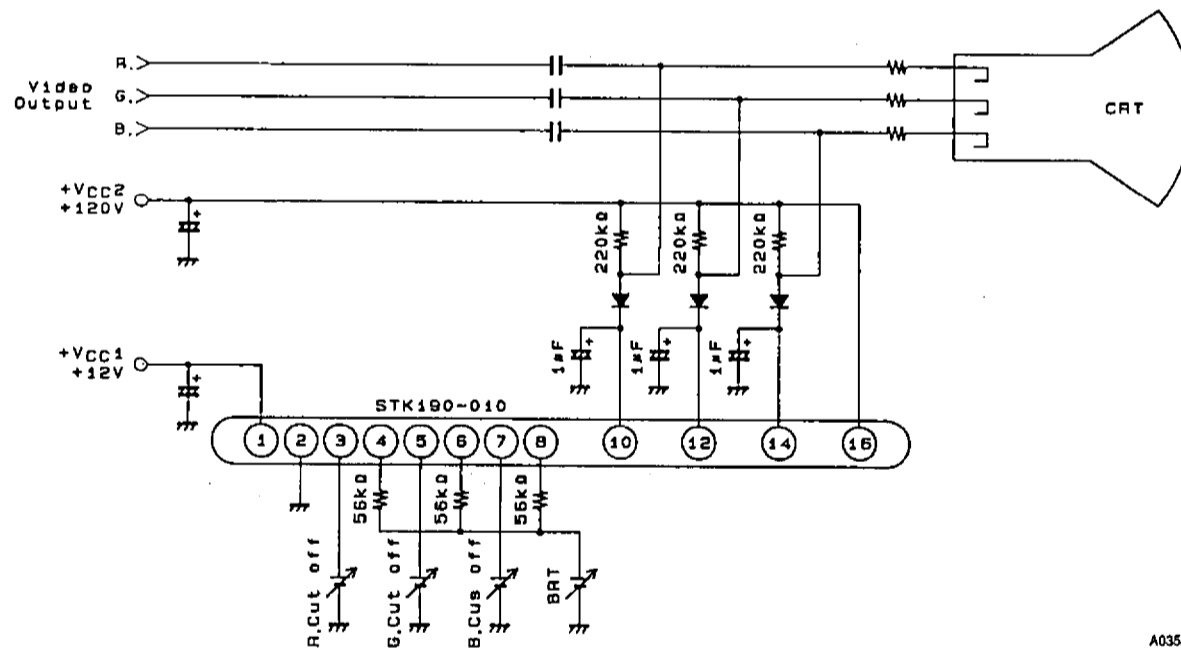 R.
Video
Output
G.
B.
CRT
+VCC2
+120V
220kΩ
220kΩ
220kΩ
1μF
1μF
1μF
+VCC1
+12V
STK190-010
1
2
3
4
5
6
7
8
10
12
14
15
56kΩ
56kΩ
56kΩ
R.Cut off
G.Cut off
B.Cus off
BRT
A035